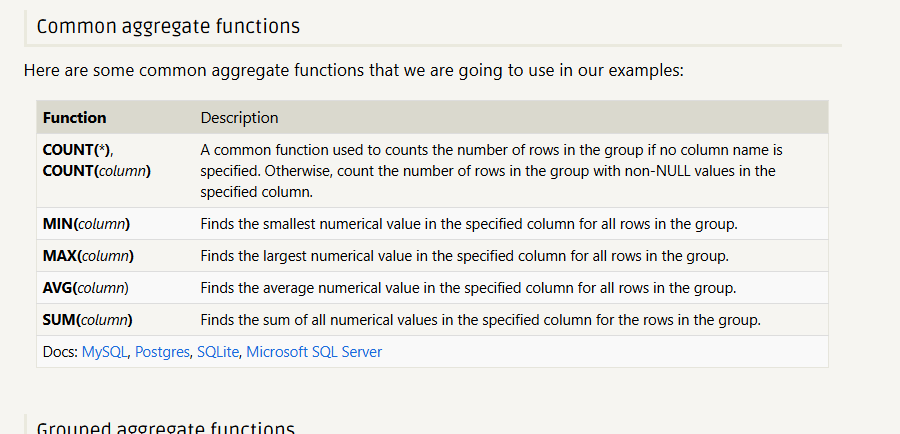 Common aggregate functions
Here are some common aggregate functions that we are going to use in our examples:
Function Description
COUNT(*), A common function used to counts the number of rows in the group if no column name is
COUNT(column) specified. Otherwise, count the number of rows in the group with non-NULL values in the
specified column.
MIN(column) Finds the smallest numerical value in the specified column for all rows in the group.
MAX(column) Finds the largest numerical value in the specified column for all rows in the group.
AVG(column) Finds the average numerical value in the specified column for all rows in the group.
SUM(column) Finds the sum of all numerical values in the specified column for the rows in the group.
Docs: MySQL, Postgres, SQLite, Microsoft SQL Server
Grouped aggregate functions